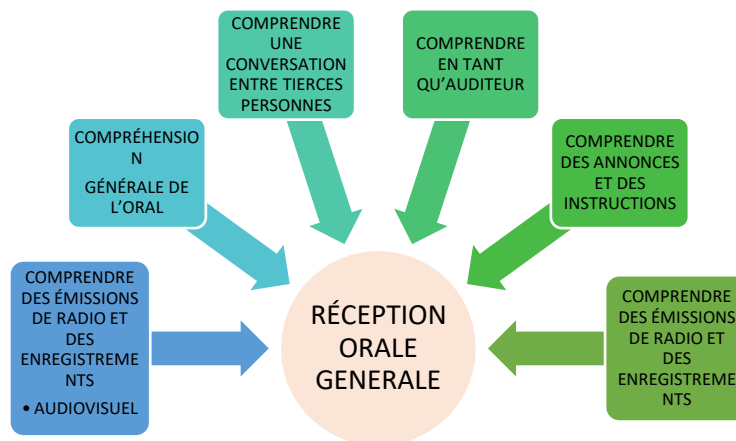 COMPRENDRE
UNE
CONVERSATION
ENTRE TIERCES
PERSONNES
COMPRENDRE
EN TANT
QU’AUDITEUR
COMPRÉHENSIO
N
GÉNÉRALE DE
L’ORAL
COMPRENDRE
DES ANNONCES
ET DES
INSTRUCTIONS
COMPRENDRE
DES ÉMISSIONS
DE RADIO ET
DES
ENREGISTREME
NTS
• AUDIOVISUEL
RÉCEPTION
ORALE
GENERALE
COMPRENDRE
DES ÉMISSIONS
DE RADIO ET
DES
ENREGISTREME
NTS